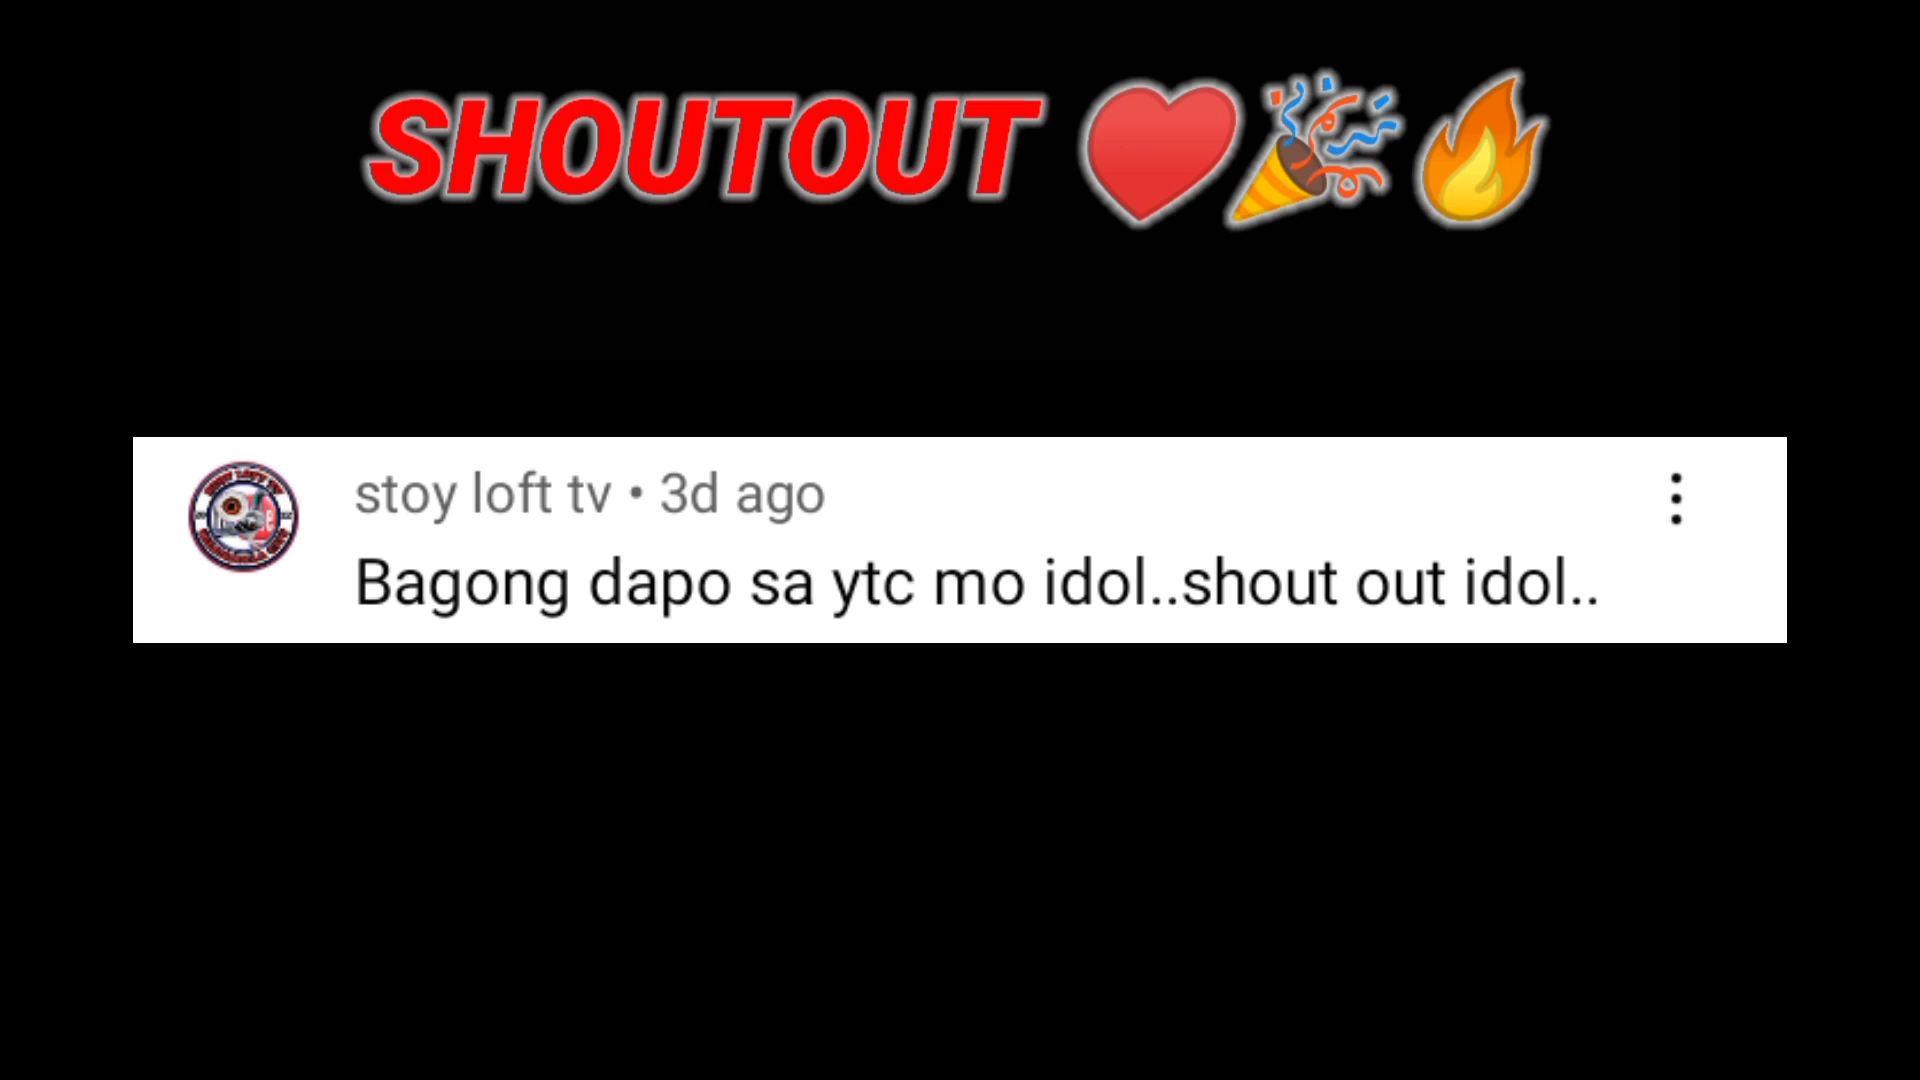 SHOUTOUT ❤️🎉🔥
stoy loft tv • 3d ago
Bagong dapo sa ytc mo idol..shout out idol..